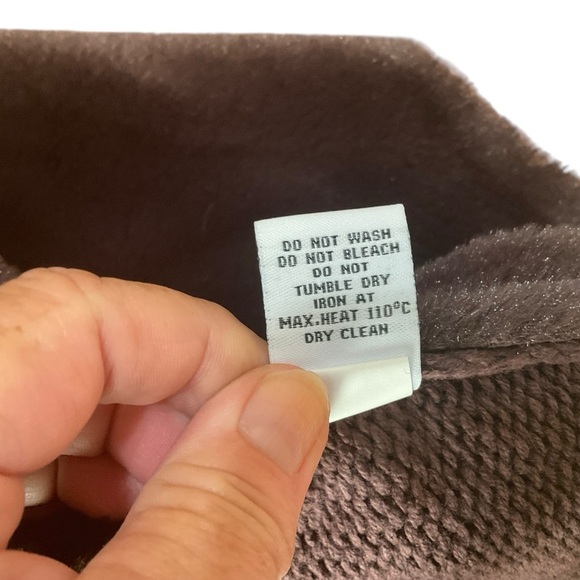 DO NOT WASH
DO NOT BLEACH
DO NOT
TUMBLE DRY
IRON AT
MAX.HEAT 110°C
DRY CLEAN